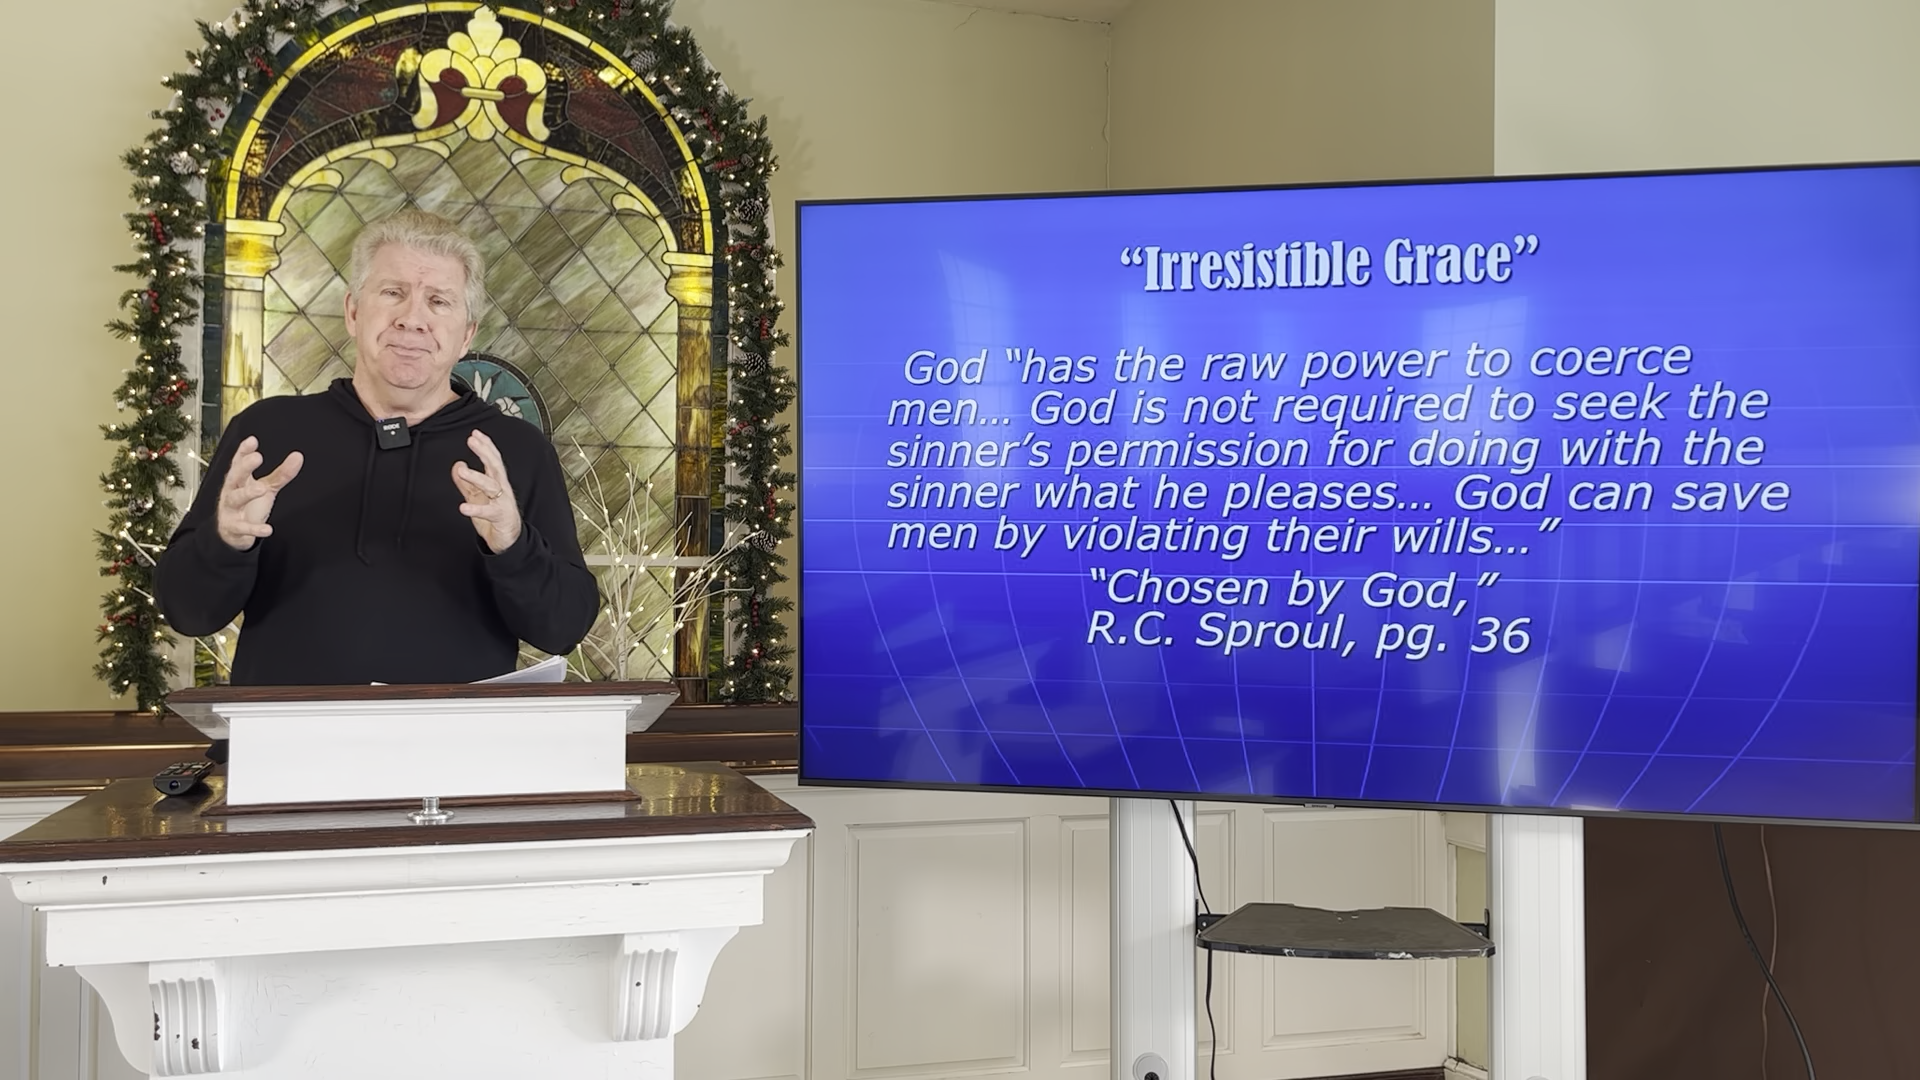 “Irresistible Grace”
God “has the raw power to coerce
men... God is not required to seek the
sinner’s permission for doing with the
sinner what he pleases... God can save
men by violating their wills...”
“Chosen by God,”
R.C. Sproul, pg. 36
RODE